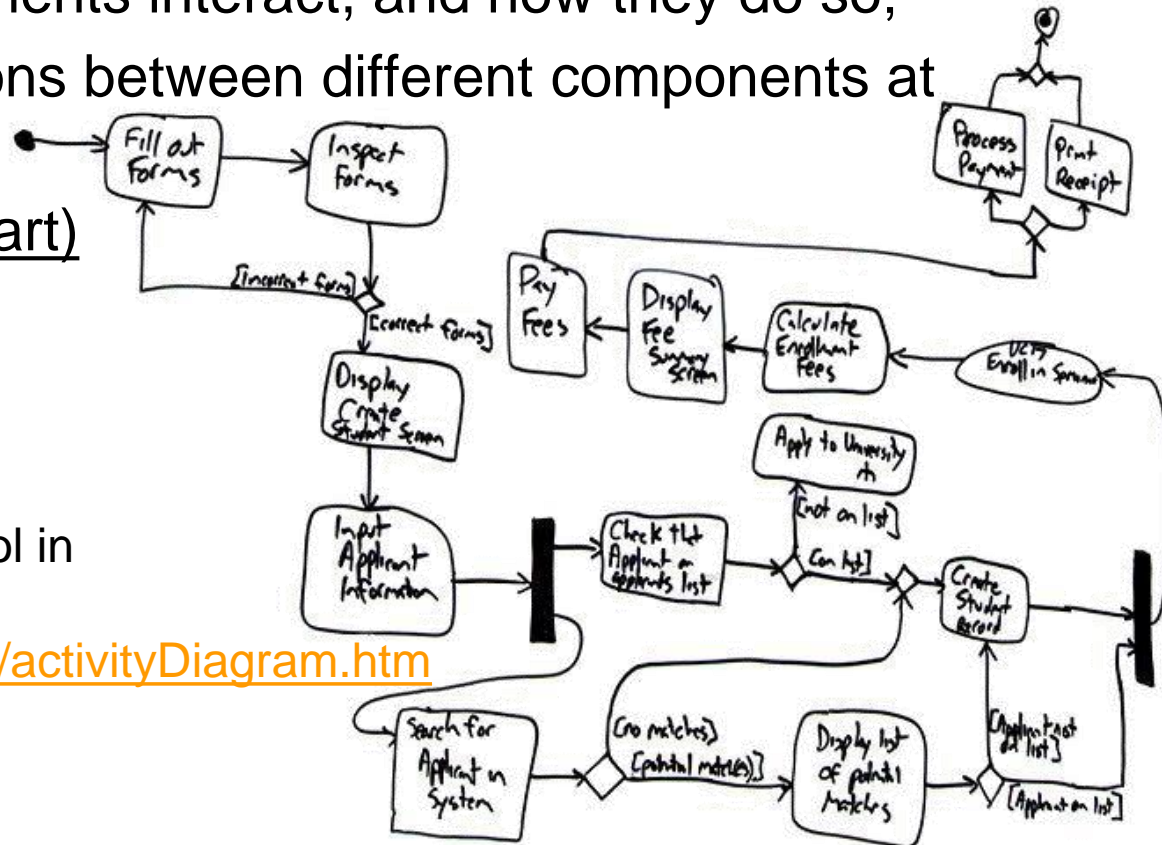 nents interact, and how they do so,
ons between different components at
art)
ol in
/activityDiagram.htm
Fill out
Forms
Inspect
Forms
[Incorrect forms]
[correct forms]
Display
Create
Student Screen
Input
Applicant
Information
Check that
Applicant on
applicants list
[not on list]
[on list]
Apply to University
Search for
Applicant in
System
[no matches]
[potential match(es)]
Display list
of potential
Matches
[Applicant not
on list]
[Applicant on list]
Create
Student
Record
Enroll in
Calculate
Enrollment
Fees
Display
Fee
Summary
Screen
Pay
Fees
Process
Payment
Print
Receipt